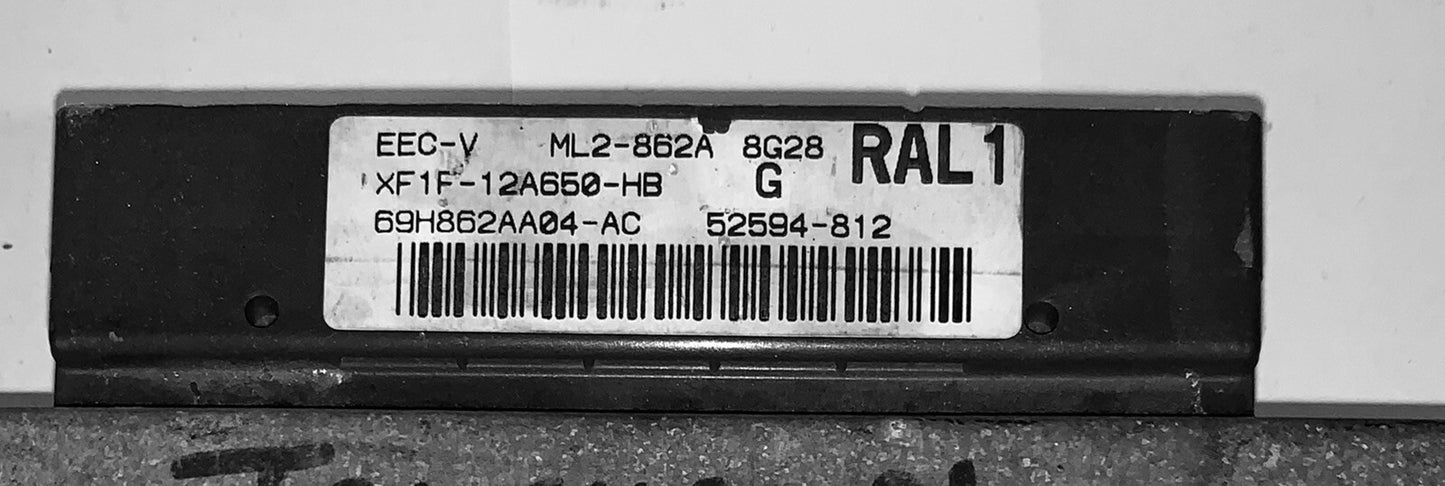 EEC-V ML2-862A 8G28 RAL1
XF1F-12A650-HB G
69H862AA04-AC 52594-812